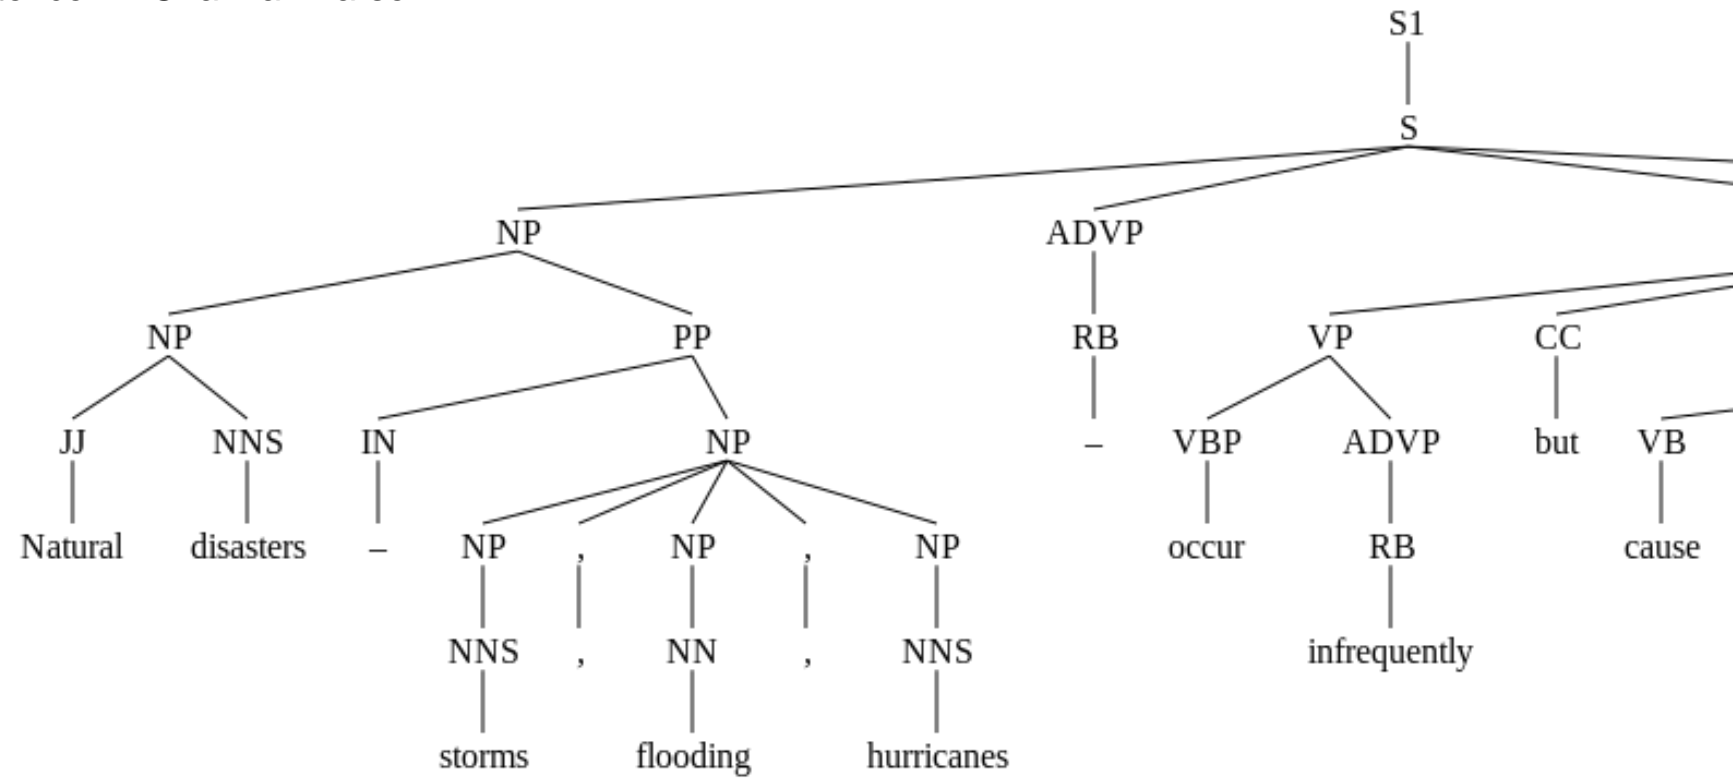 S1
S
NP ADVP
NP PP RB VP CC
JJ NNS IN NP – VBP ADVP but VB
Natural disasters – NP , NP , NP occur RB cause
NNS , NN , NNS infrequently
storms flooding hurricanes